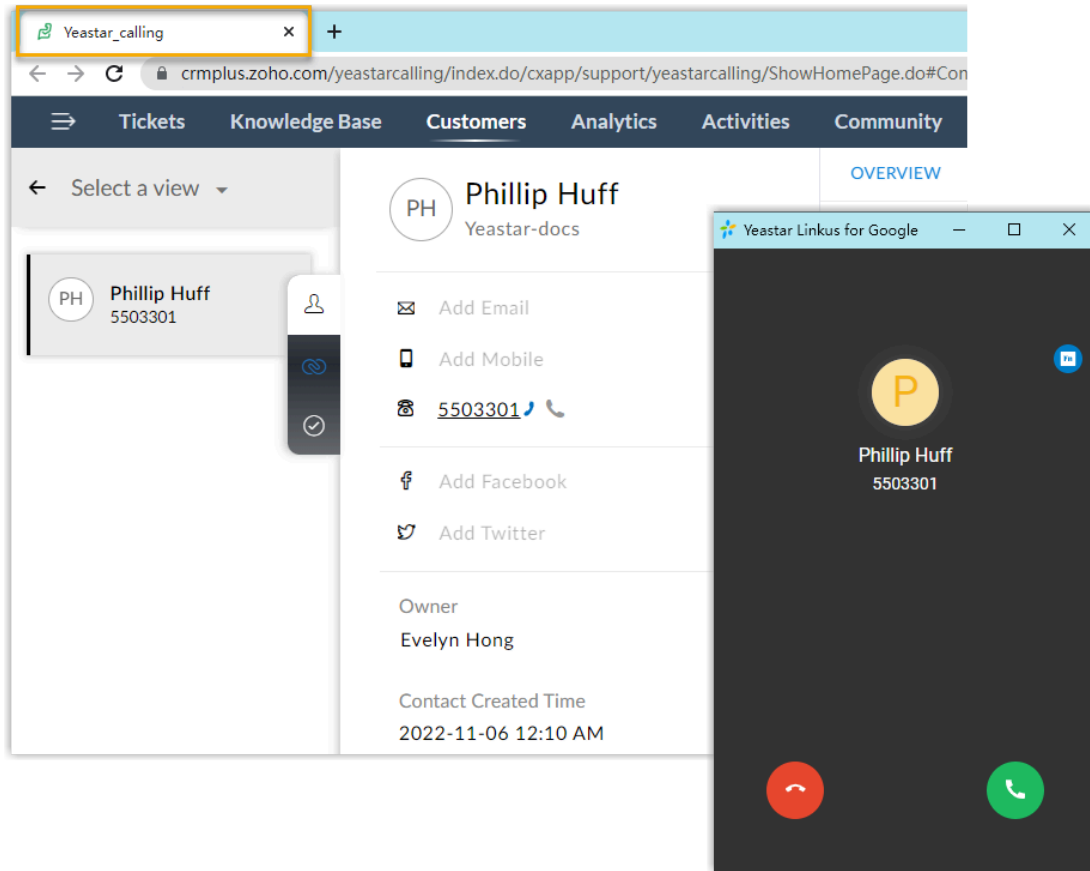 Yeastar_calling
crmplus.zoho.com/yeastarcalling/index.do/cxapp/support/yeastarcalling/ShowHomePage.do#Con
Tickets Knowledge Base Customers Analytics Activities Community
Select a view
PH
Phillip Huff
5503301
PH
Phillip Huff
Yeastar-docs
OVERVIEW
Add Email
Add Mobile
5503301
Add Facebook
Add Twitter
Owner
Evelyn Hong
Contact Created Time
2022-11-06 12:10 AM
Yeastar Linkus for Google
P
Phillip Huff
5503301